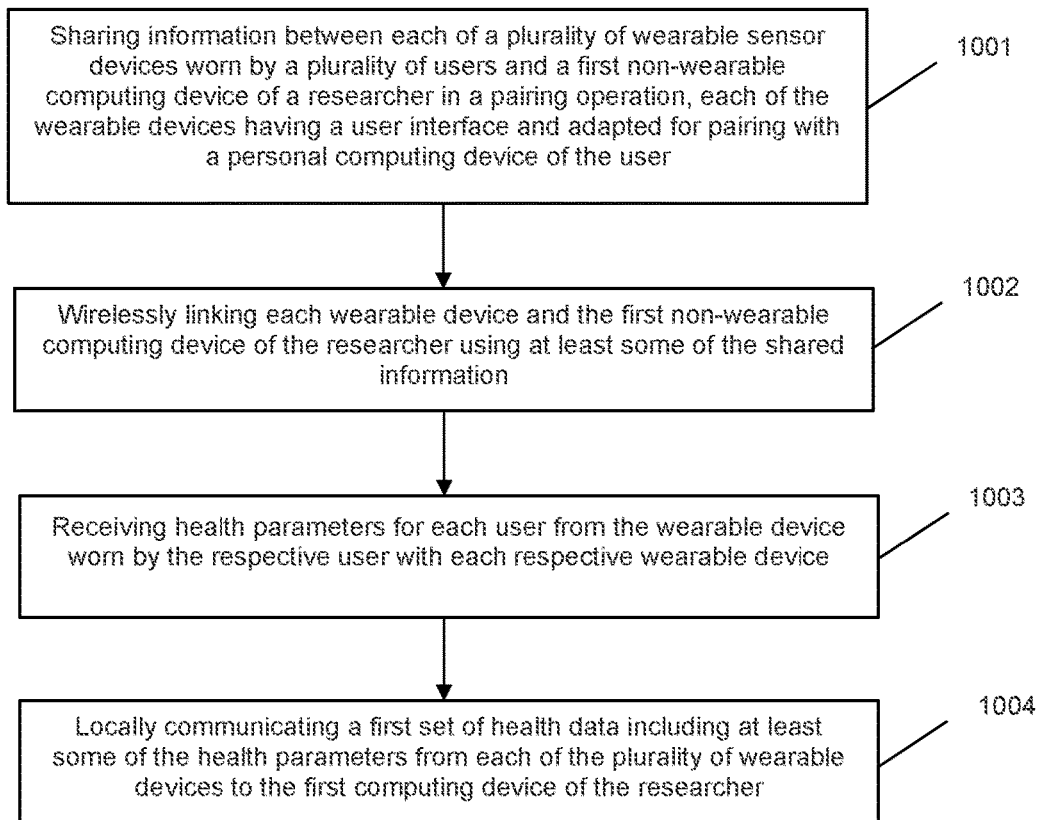 Sharing information between each of a plurality of wearable sensor
devices worn by a plurality of users and a first non-wearable
computing device of a researcher in a pairing operation, each of the
wearable devices having a user interface and adapted for pairing with
a personal computing device of the user
1001
Wirelessly linking each wearable device and the first non-wearable
computing device of the researcher using at least some of the shared
information
1002
Receiving health parameters for each user from the wearable device
worn by the respective user with each respective wearable device
1003
Locally communicating a first set of health data including at least
some of the health parameters from each of the plurality of wearable
devices to the first computing device of the researcher
1004